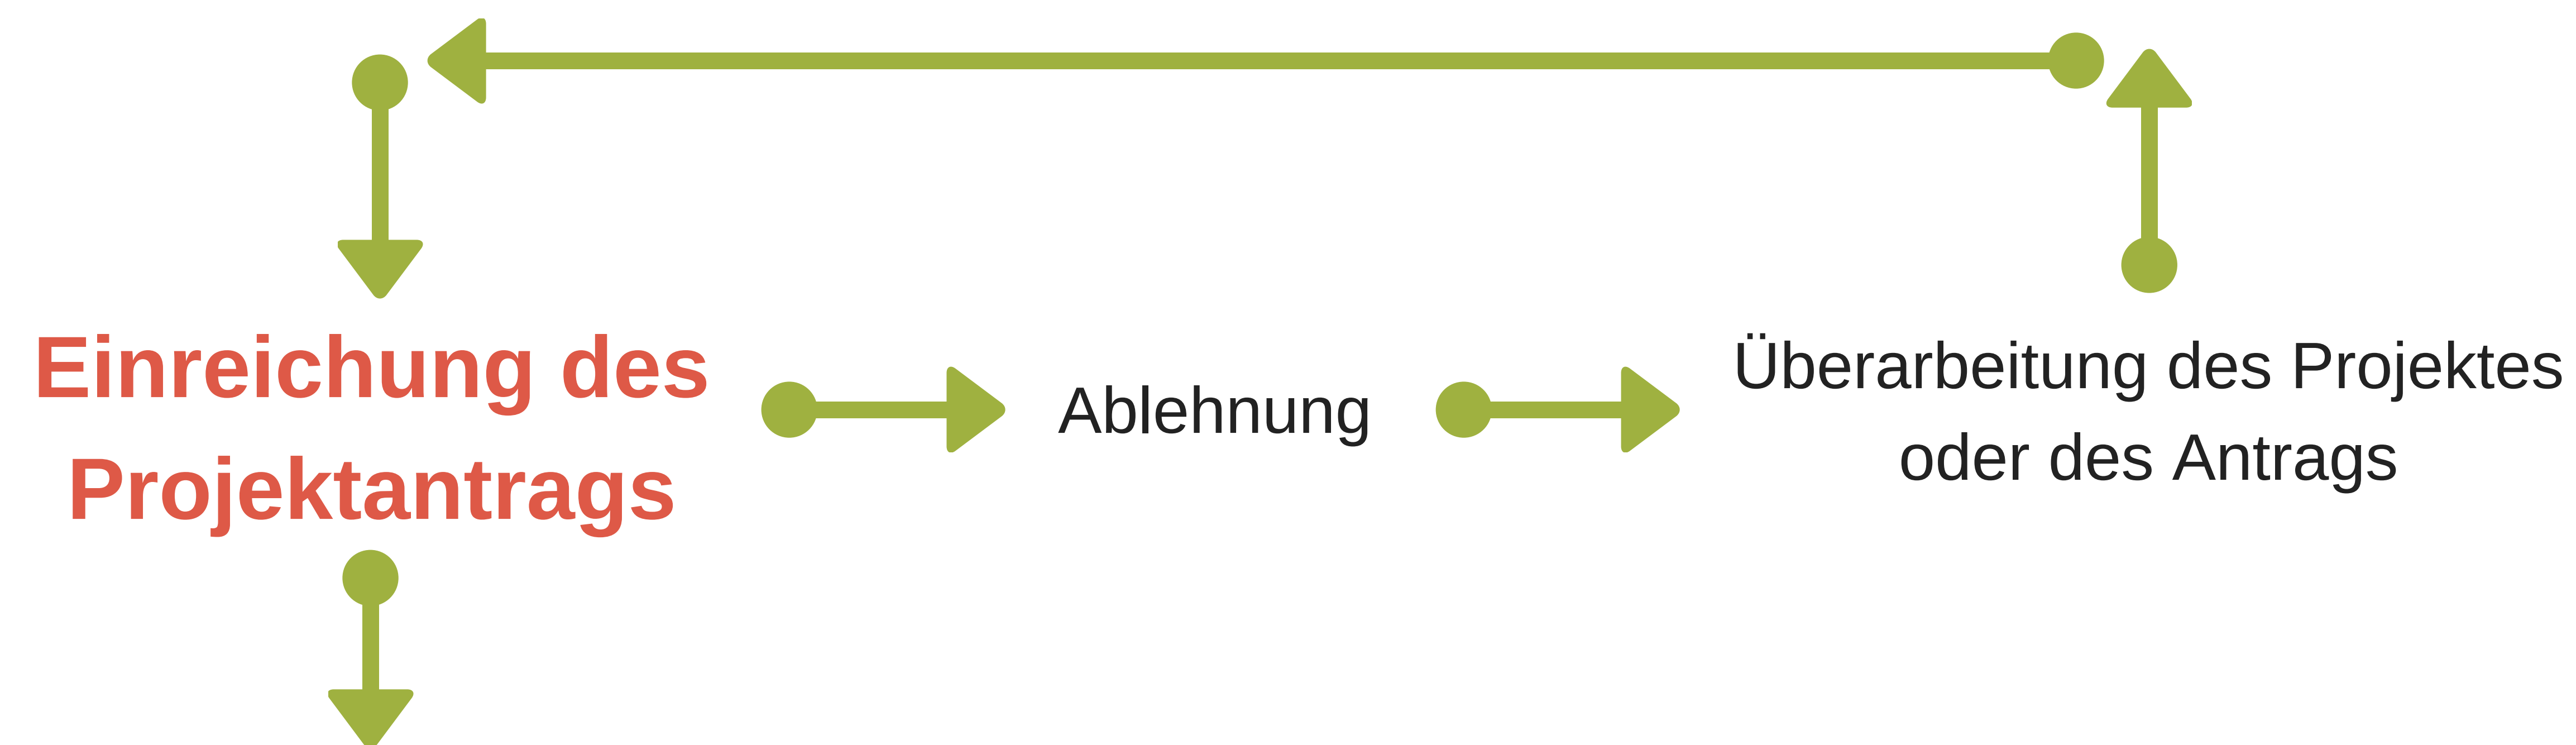 Einreichung des
Projektantrags
Ablehnung
Überarbeitung des Projektes
oder des Antrags